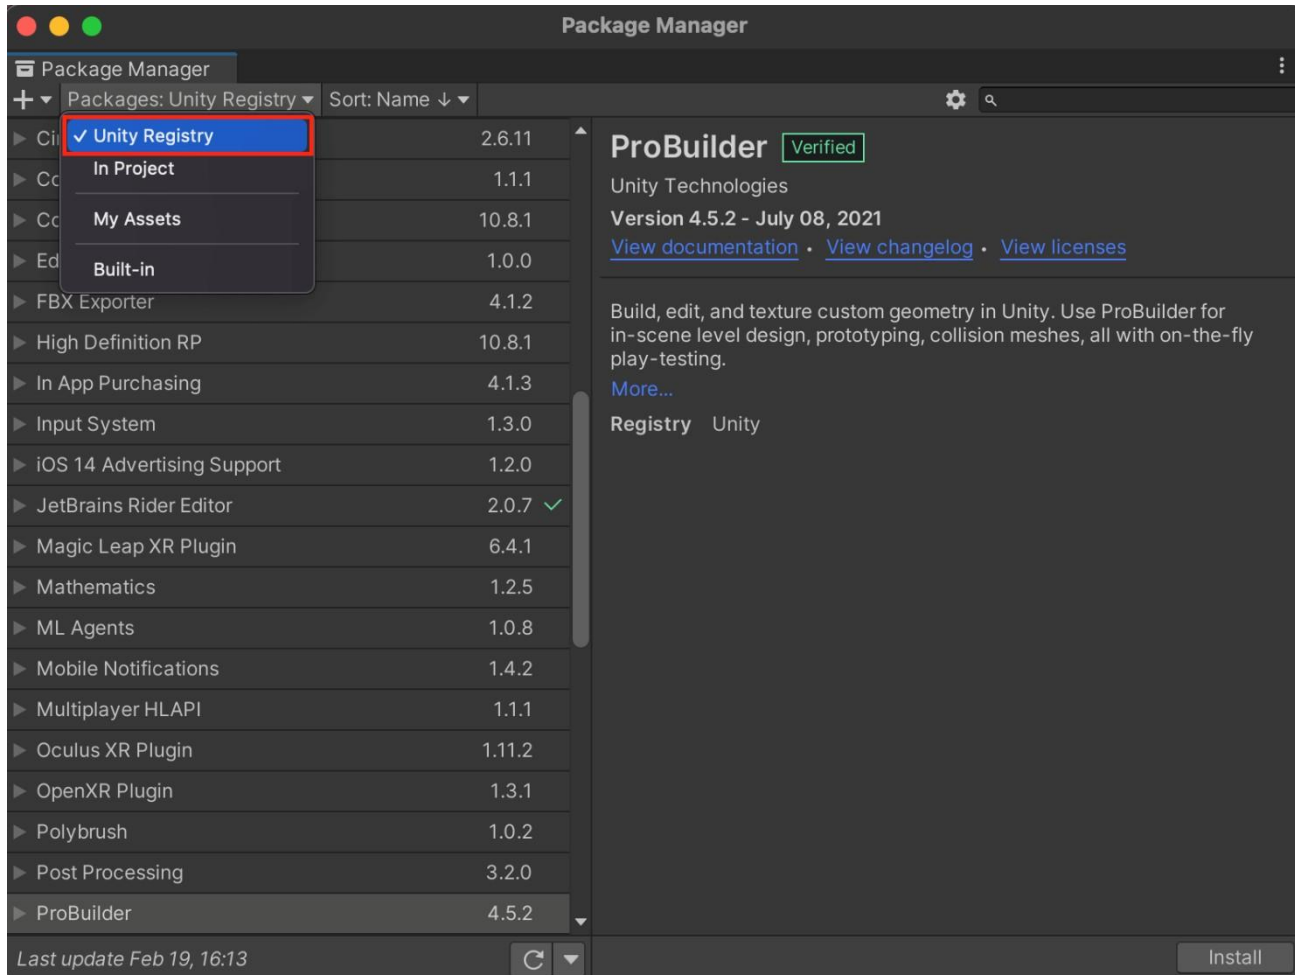 Package Manager
Package Manager
Packages: Unity Registry
Sort: Name ↓
Unity Registry
In Project
My Assets
Built-in
2.6.11
1.1.1
10.8.1
1.0.0
FBX Exporter 4.1.2
High Definition RP 10.8.1
In App Purchasing 4.1.3
Input System 1.3.0
iOS 14 Advertising Support 1.2.0
JetBrains Rider Editor 2.0.7
Magic Leap XR Plugin 6.4.1
Mathematics 1.2.5
ML Agents 1.0.8
Mobile Notifications 1.4.2
Multiplayer HLAPI 1.1.1
Oculus XR Plugin 1.11.2
OpenXR Plugin 1.3.1
Polybrush 1.0.2
Post Processing 3.2.0
ProBuilder 4.5.2
Last update Feb 19, 16:13
ProBuilder Verified
Unity Technologies
Version 4.5.2 - July 08, 2021
View documentation • View changelog • View licenses
Build, edit, and texture custom geometry in Unity. Use ProBuilder for
in-scene level design, prototyping, collision meshes, all with on-the-fly
play-testing.
More...
Registry Unity
Install